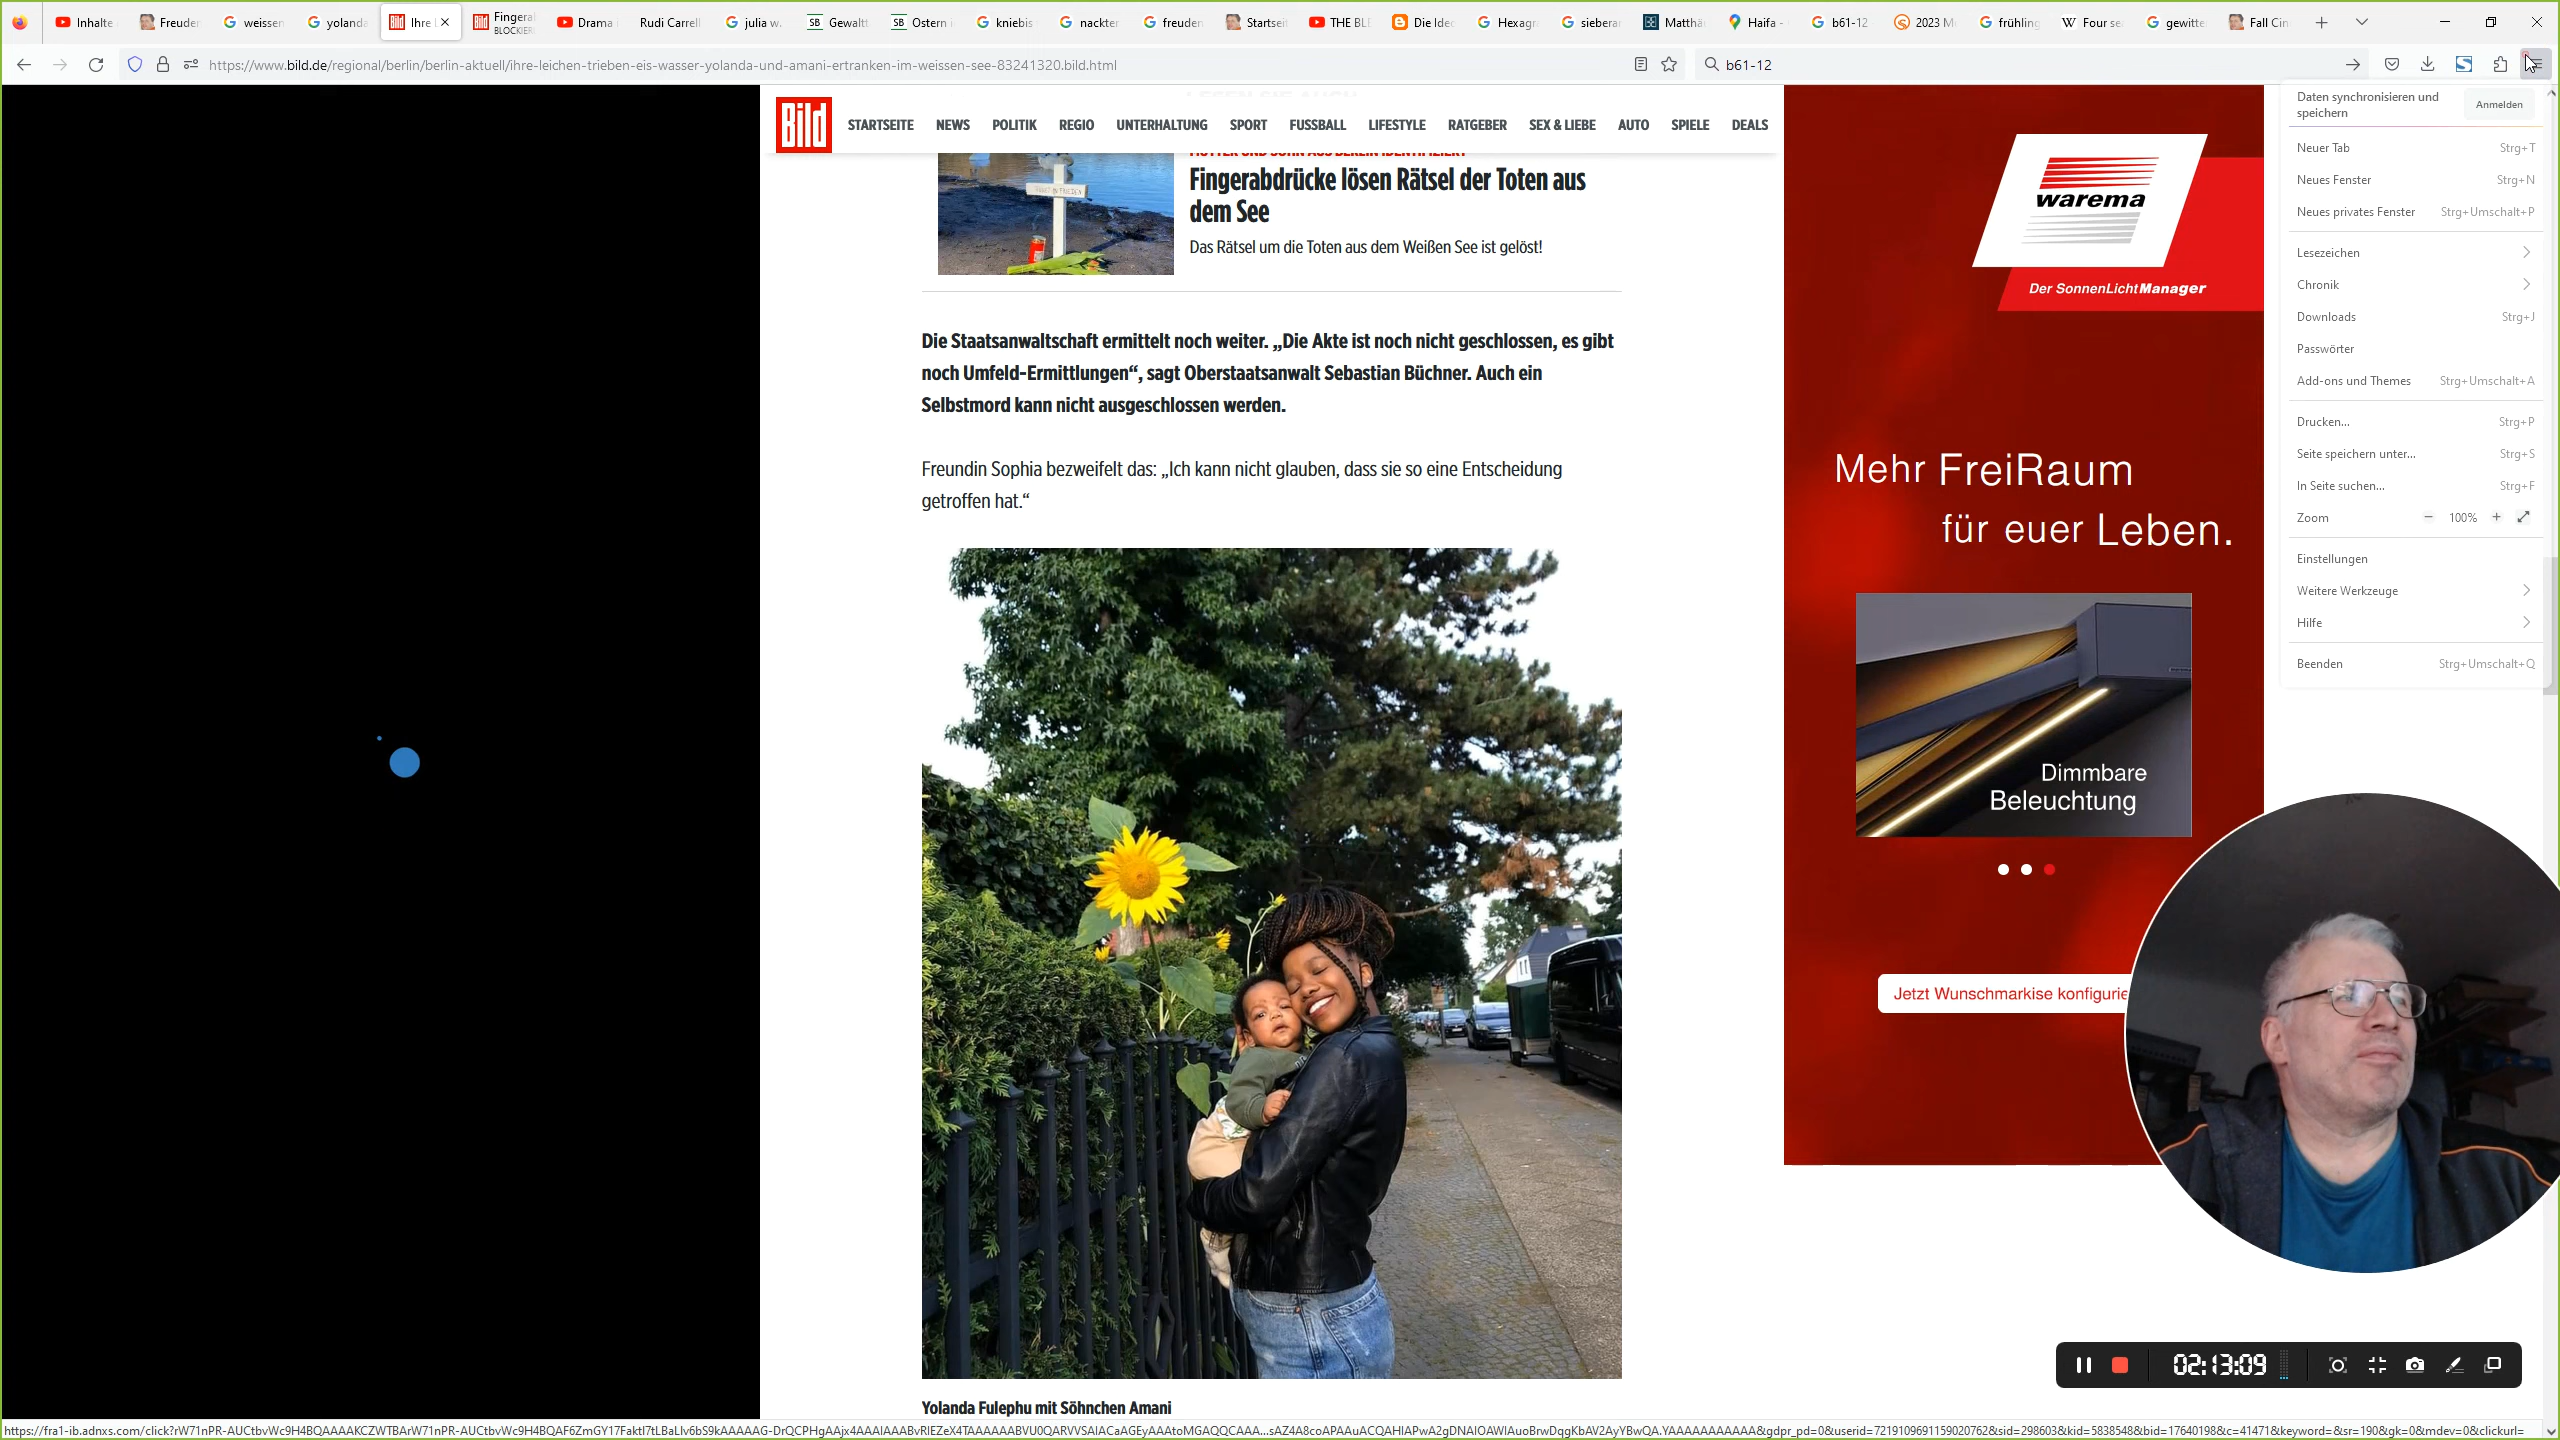 Inhalte
Freuden
weissen
yolanda
Ihre
Fingera
BLOCKIER
Drama
Rudi Carrell
julia w.
Gewalt
Ostern
kniebis
nackter
freuden
Startseit
THE BLE
Die Idee
Hexagr
siebera
Matthä
Haifa -
b61-12
2023 M
frühling
Four se
gewitte
Fall Cin
https://www.bild.de/regional/berlin/berlin-aktuell/ihre-leichen-trieben-eis-wasser-yolanda-und-amani-ertranken-im-weissen-see-83241320.bild.html
b61-12
Bild
STARTSEITE NEWS POLITIK REGIO UNTERHALTUNG SPORT FUSSBALL LIFESTYLE RATGEBER SEX & LIEBE AUTO SPIELE DEALS
Fingerabdrücke lösen Rätsel der Toten aus
dem See
Das Rätsel um die Toten aus dem Weißen See ist gelöst!
Die Staatsanwaltschaft ermittelt noch weiter. „Die Akte ist noch nicht geschlossen, es gibt
noch Umfeld-Ermittlungen“, sagt Oberstaatsanwalt Sebastian Büchner. Auch ein
Selbstmord kann nicht ausgeschlossen werden.
Freundin Sophia bezweifelt das: „Ich kann nicht glauben, dass sie so eine Entscheidung
getroffen hat.“
Yolanda Fulephu mit Söhnchen Amani
warema
Der SonnenLichtManager
Mehr FreiRaum
für euer Leben.
Dimmbare
Beleuchtung
Jetzt Wunschmarkise konfigurie
Daten synchronisieren und
speichern
Anmelden
Neuer Tab Strg+T
Neues Fenster Strg+N
Neues privates Fenster Strg+Umschalt+P
Lesezeichen
Chronik
Downloads Strg+J
Passwörter
Add-ons und Themes Strg+Umschalt+A
Drucken... Strg+P
Seite speichern unter... Strg+S
In Seite suchen... Strg+F
Zoom 100%
Einstellungen
Weitere Werkzeuge
Hilfe
Beenden Strg+Umschalt+Q
02:13:09